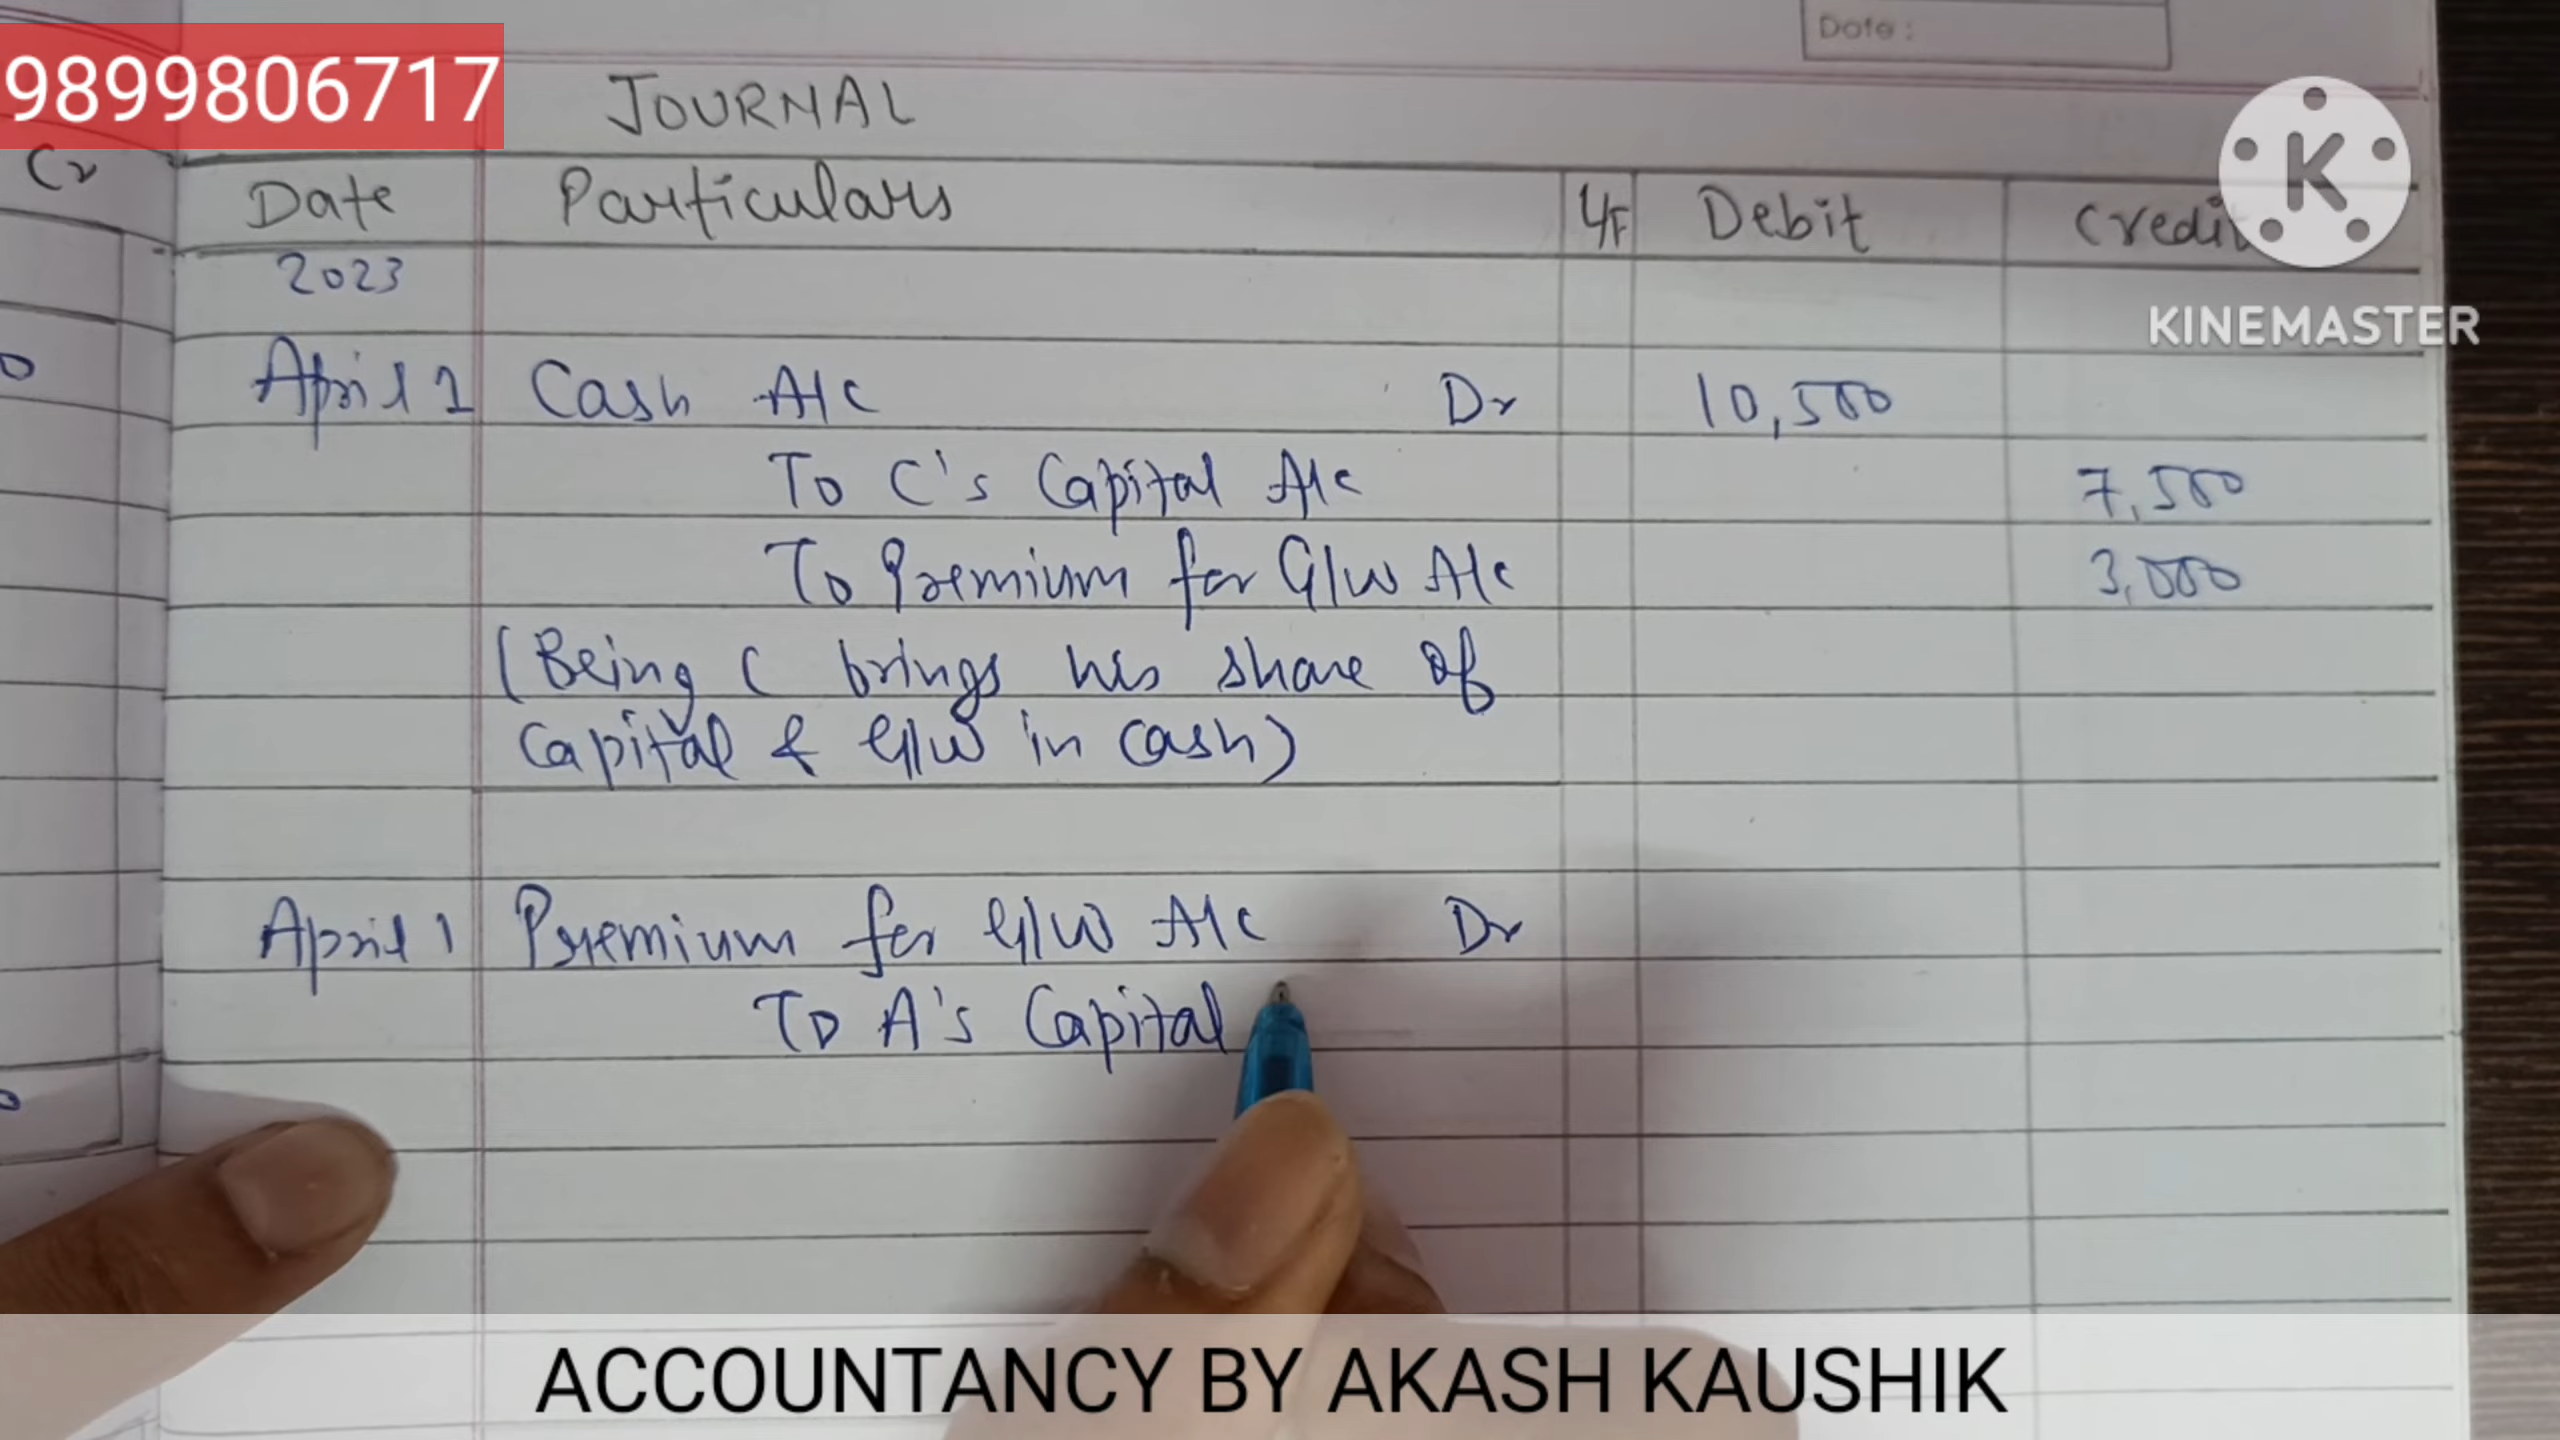 Date :
9899806717
JOURNAL
Cr
Date Particulars L/F Debit Credit
KINEMASTER
2023
April 1 Cash A/c Dr 10,500
To C's Capital A/c 7,500
To Premium for G/W A/c 3,000
(Being C brings his share of
Capital & G/W in cash)
April 1 Premium for G/W A/c Dr
To A's Capital
ACCOUNTANCY BY AKASH KAUSHIK